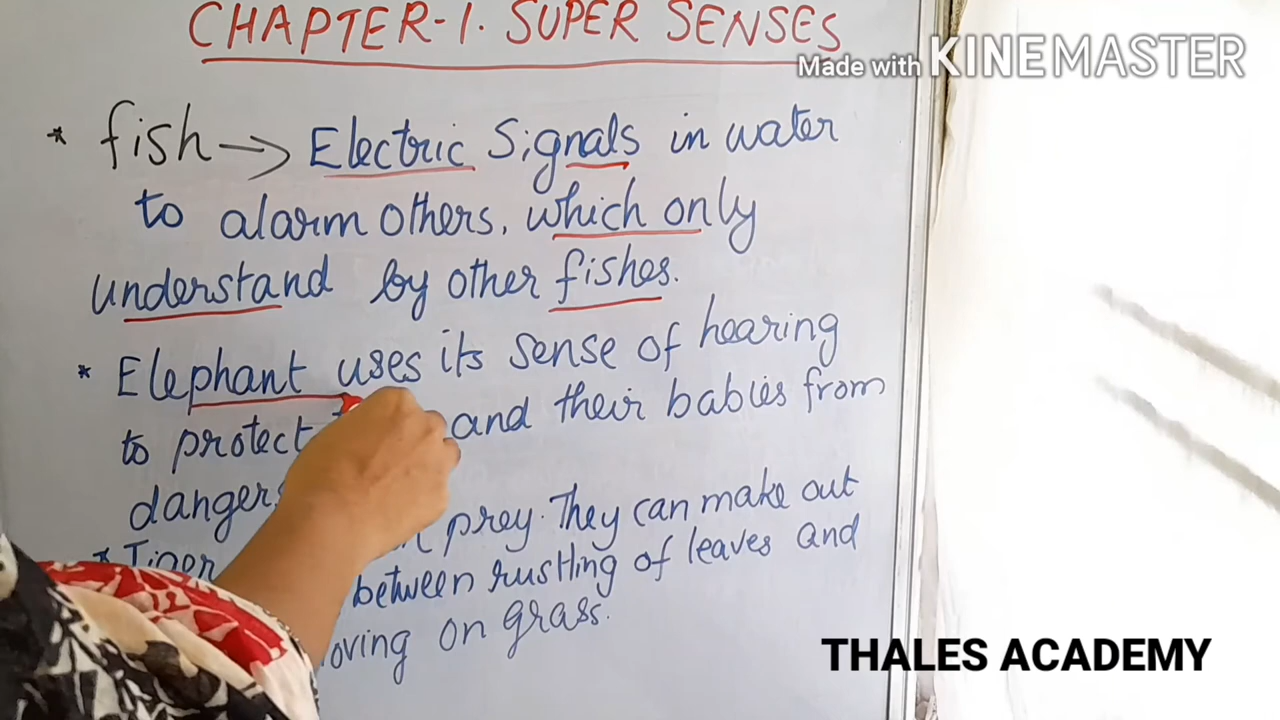 CHAPTER-1. SUPER SENSES
Made with KINEMASTER
* fish → Electric Signals in water
to alarm others, which only
understand by other fishes.
* Elephant uses its sense of hearing
to protect and their babies from
dangers
* Tiger prey. They can make out
between rustling of leaves and
on grass.
THALES ACADEMY